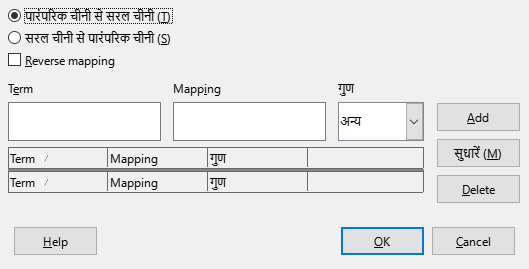 पारंपरिक चीनी से सरल चीनी (T)
सरल चीनी से पारंपरिक चीनी (S)
Reverse mapping
Term Mapping गुण
अन्य
Add
Term Mapping गुण
सुधारें (M)
Term Mapping गुण
Delete
Help OK Cancel